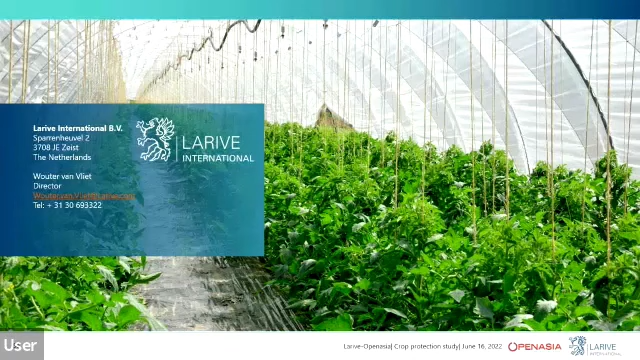 Larive International B.V.
Sparrenheuvel 2
3708 JE Zeist
The Netherlands
Wouter van Vliet
Director
Tel: + 31 30 693322
LARIVE
INTERNATIONAL
User
Larive-Openasia| Crop protection study| June 16, 2022
OPENASIA
LARIVE
INTERNATIONAL